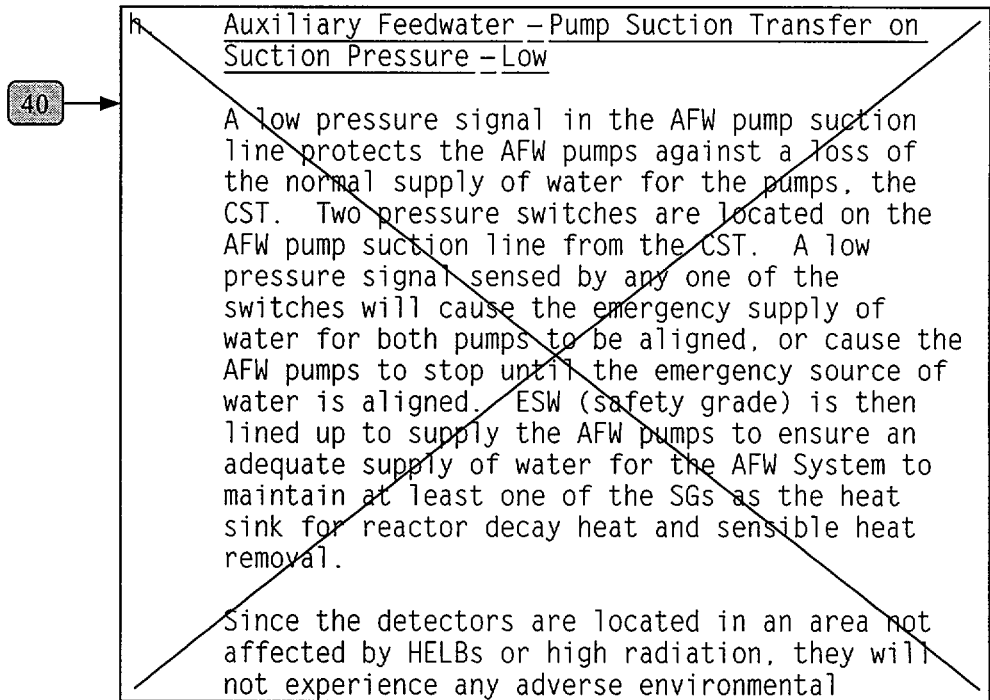 h. Auxiliary Feedwater – Pump Suction Transfer on
Suction Pressure – Low
40
A low pressure signal in the AFW pump suction
line protects the AFW pumps against a loss of
the normal supply of water for the pumps, the
CST. Two pressure switches are located on the
AFW pump suction line from the CST. A low
pressure signal sensed by any one of the
switches will cause the emergency supply of
water for both pumps to be aligned, or cause the
AFW pumps to stop until the emergency source of
water is aligned. ESW (safety grade) is then
lined up to supply the AFW pumps to ensure an
adequate supply of water for the AFW System to
maintain at least one of the SGs as the heat
sink for reactor decay heat and sensible heat
removal.
Since the detectors are located in an area not
affected by HELBs or high radiation, they will
not experience any adverse environmental